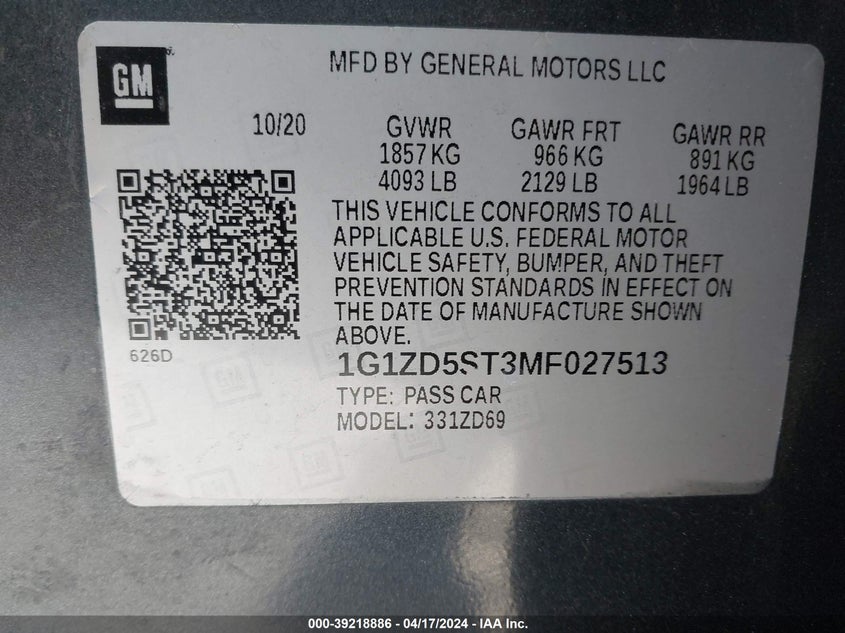 GM
MFD BY GENERAL MOTORS LLC
10/20
GVWR
1857 KG
4093 LB
GAWR FRT
966 KG
2129 LB
GAWR RR
891 KG
1964 LB
THIS VEHICLE CONFORMS TO ALL
APPLICABLE U.S. FEDERAL MOTOR
VEHICLE SAFETY, BUMPER, AND THEFT
PREVENTION STANDARDS IN EFFECT ON
THE DATE OF MANUFACTURE SHOWN
ABOVE.
626D
1G1ZD5ST3MF027513
TYPE: PASS CAR
MODEL: 331ZD69
000-39218886 - 04/17/2024 - IAA Inc.